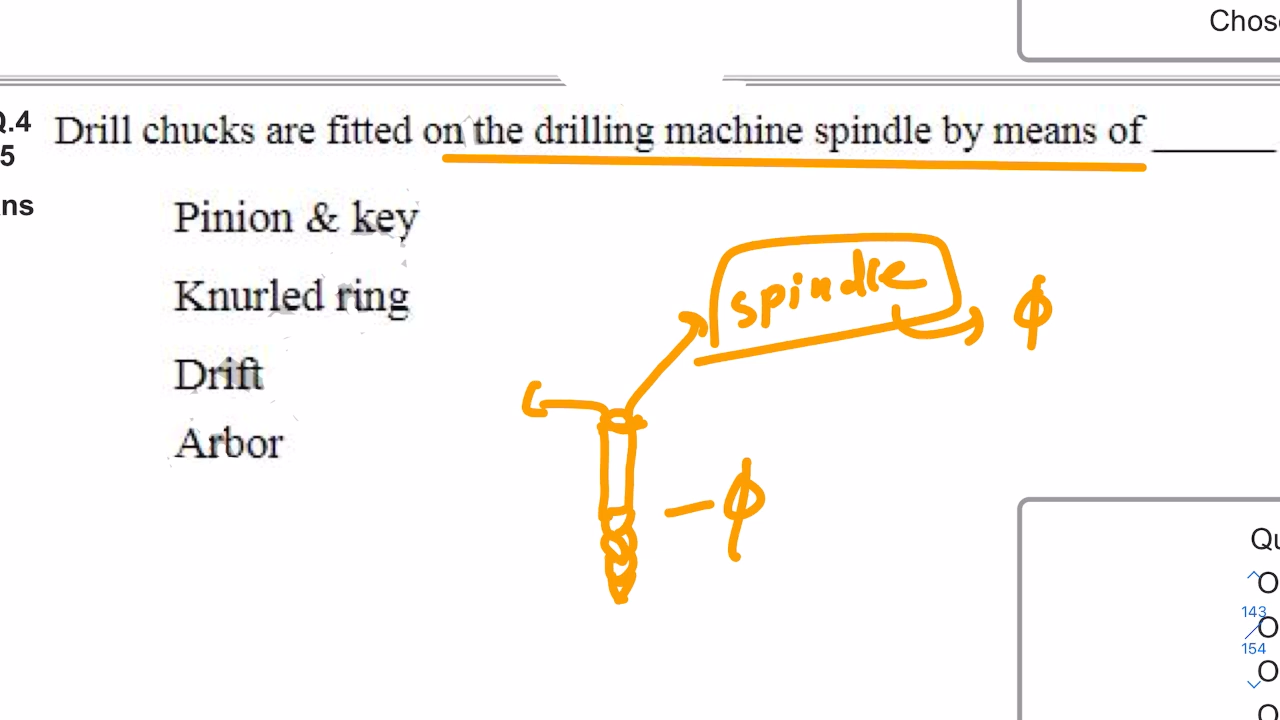 Chos
Q.4 Drill chucks are fitted on the drilling machine spindle by means of ______
5
ns
Pinion & key
Knurled ring
Drift
Arbor
spindle
ϕ
– ϕ
Qu
O
143
O
154
O